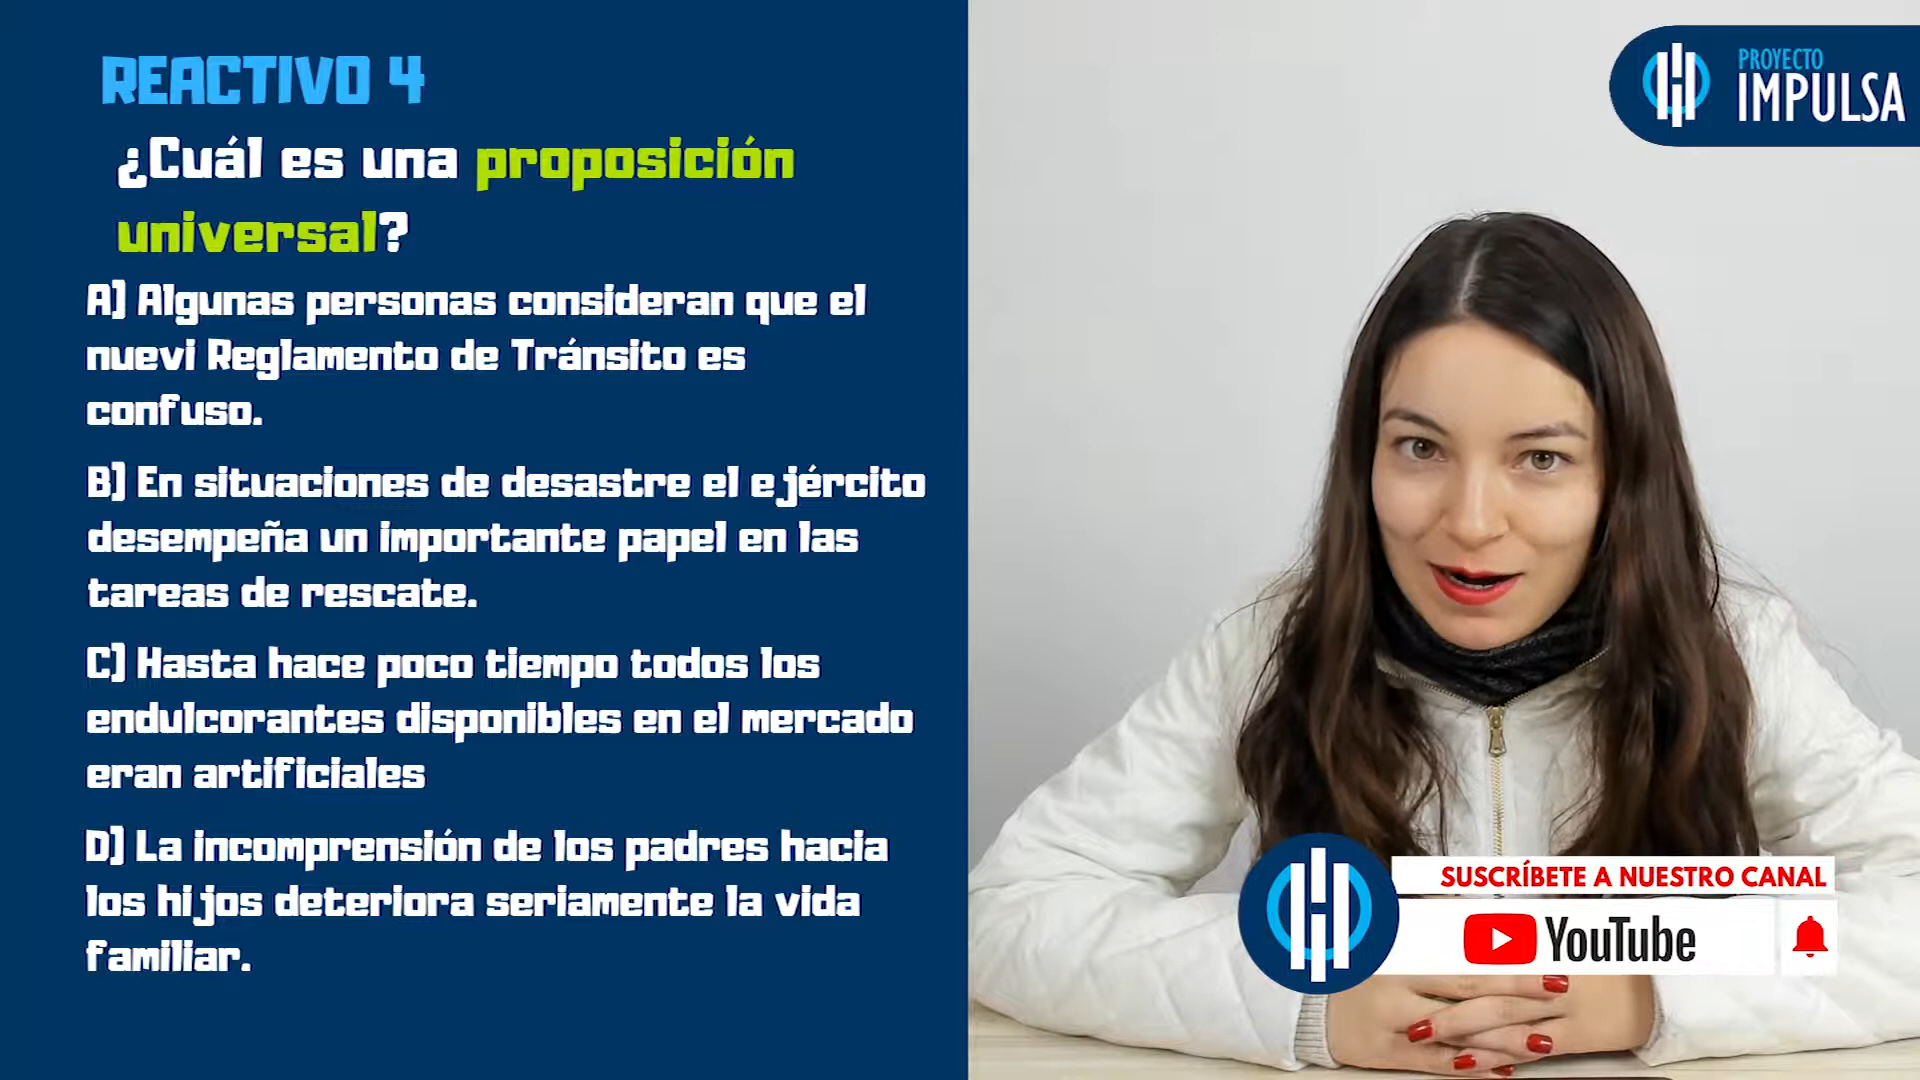 REACTIVO 4
¿Cuál es una proposición
universal?
A) Algunas personas consideran que el
nuevi Reglamento de Tránsito es
confuso.
B) En situaciones de desastre el ejército
desempeña un importante papel en las
tareas de rescate.
C) Hasta hace poco tiempo todos los
endulcorantes disponibles en el mercado
eran artificiales
D) La incomprensión de los padres hacia
los hijos deteriora seriamente la vida
familiar.
PROYECTO
IMPULSA
SUSCRÍBETE A NUESTRO CANAL
YouTube